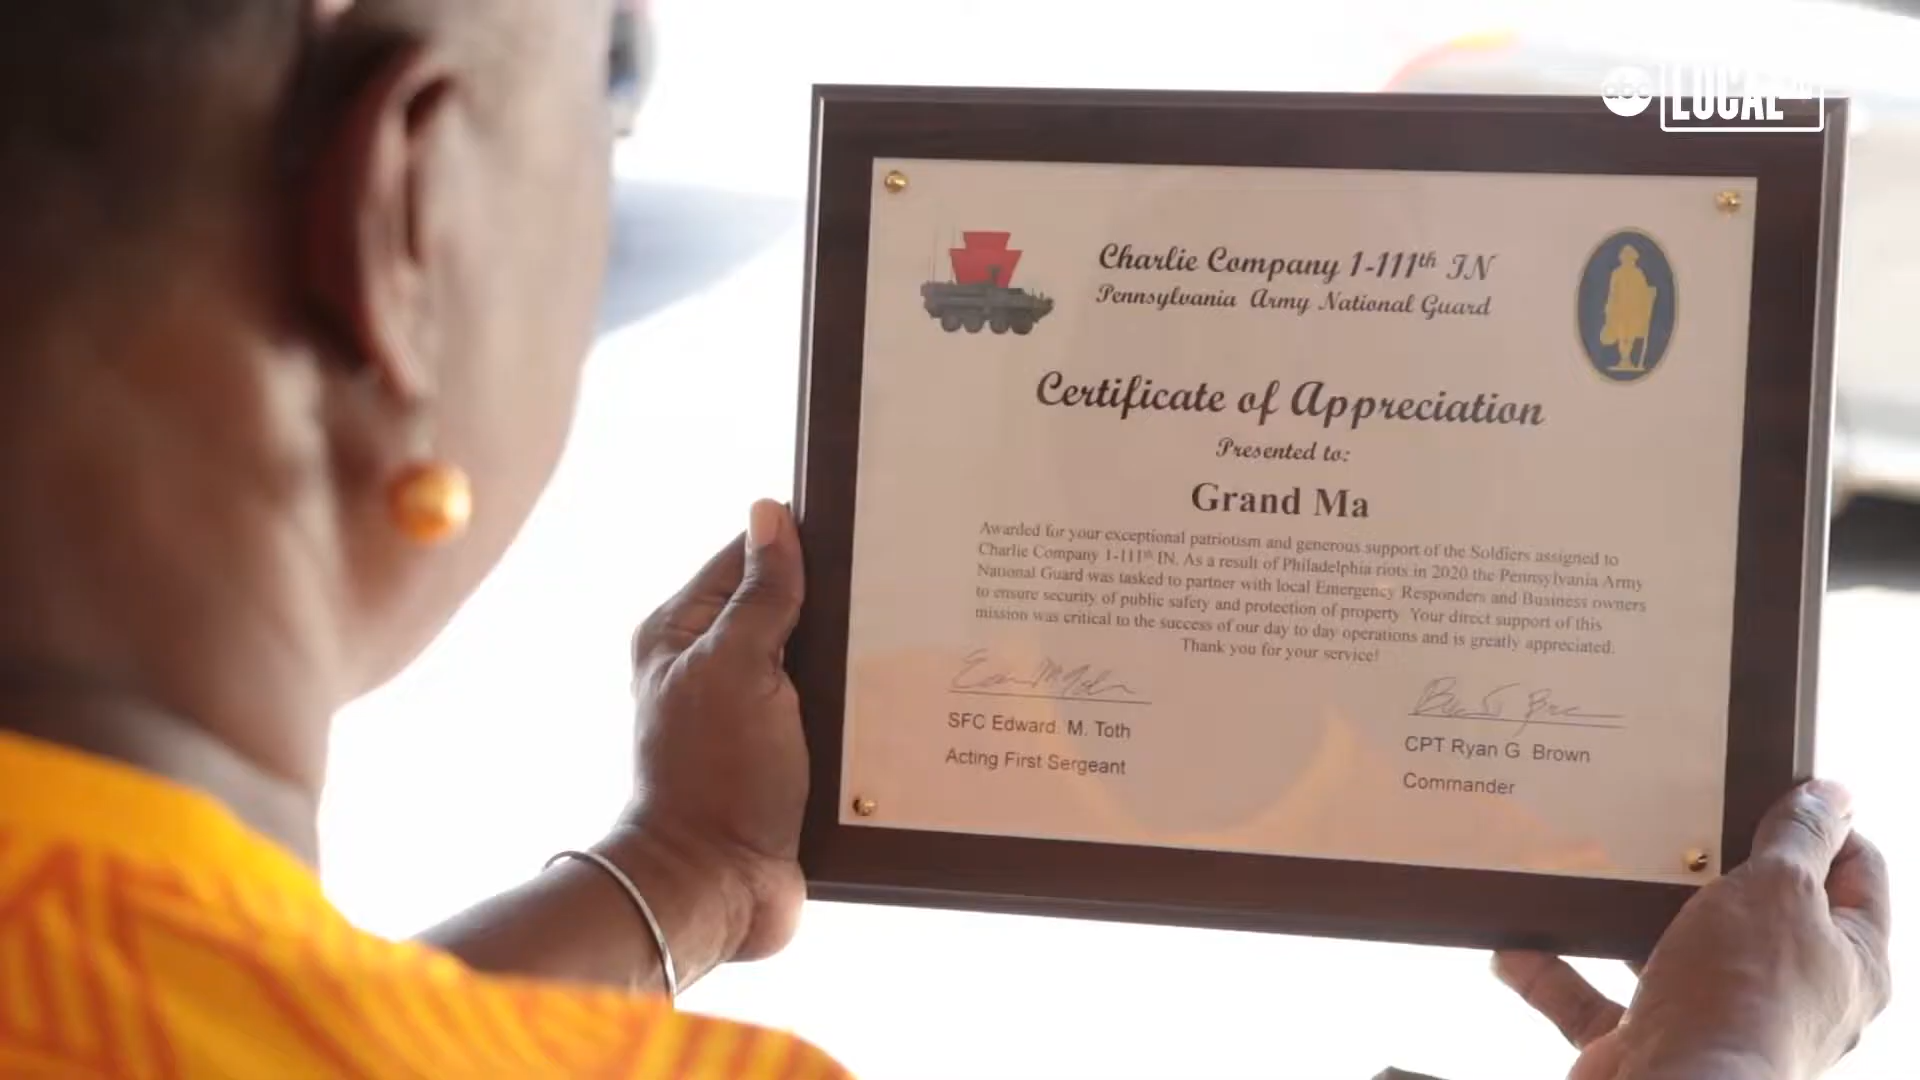 abc LOCAL
Charlie Company 1-111th IN
Pennsylvania Army National Guard
Certificate of Appreciation
Presented to:
Grand Ma
Awarded for your exceptional patriotism and generous support of the Soldiers assigned to
Charlie Company 1-111th IN. As a result of Philadelphia riots in 2020 the Pennsylvania Army
National Guard was tasked to partner with local Emergency Responders and Business owners
to ensure security of public safety and protection of property. Your direct support of this
mission was critical to the success of our day to day operations and is greatly appreciated.
Thank you for your service!
SFC Edward. M. Toth
Acting First Sergeant
CPT Ryan G Brown
Commander